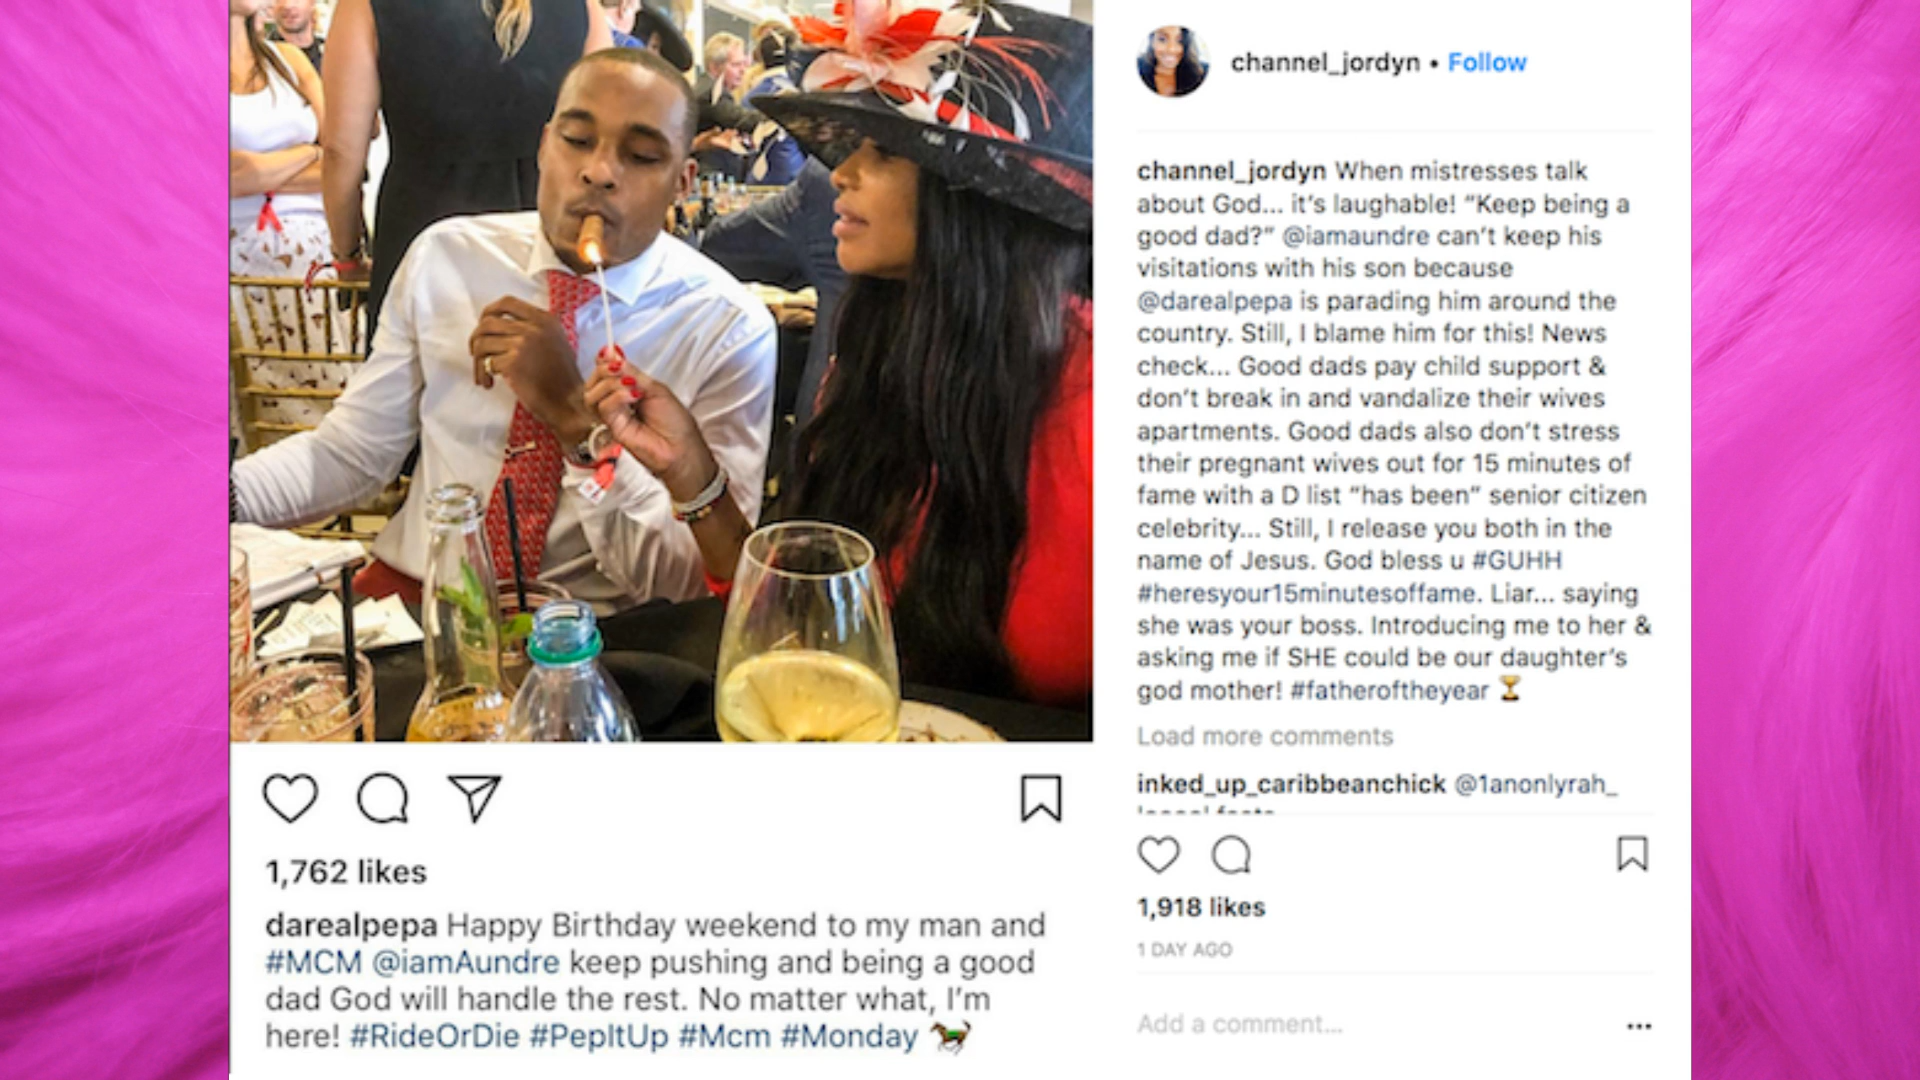 1,762 likes
darealpepa Happy Birthday weekend to my man and
#MCM @iamAundre keep pushing and being a good
dad God will handle the rest. No matter what, I'm
here! #RideOrDie #PepItUp #Mcm #Monday 🐎
channel_jordyn • Follow
channel_jordyn When mistresses talk
about God... it's laughable! “Keep being a
good dad?” @iamaundre can't keep his
visitations with his son because
@darealpepa is parading him around the
country. Still, I blame him for this! News
check... Good dads pay child support &
don't break in and vandalize their wives
apartments. Good dads also don't stress
their pregnant wives out for 15 minutes of
fame with a D list “has been” senior citizen
celebrity... Still, I release you both in the
name of Jesus. God bless u #GUHH
#heresyour15minutesoffame. Liar... saying
she was your boss. Introducing me to her &
asking me if SHE could be our daughter's
god mother! #fatheroftheyear ⏳
Load more comments
inked_up_caribbeanchick @1anonlyrah_
1,918 likes
1 DAY AGO
Add a comment...